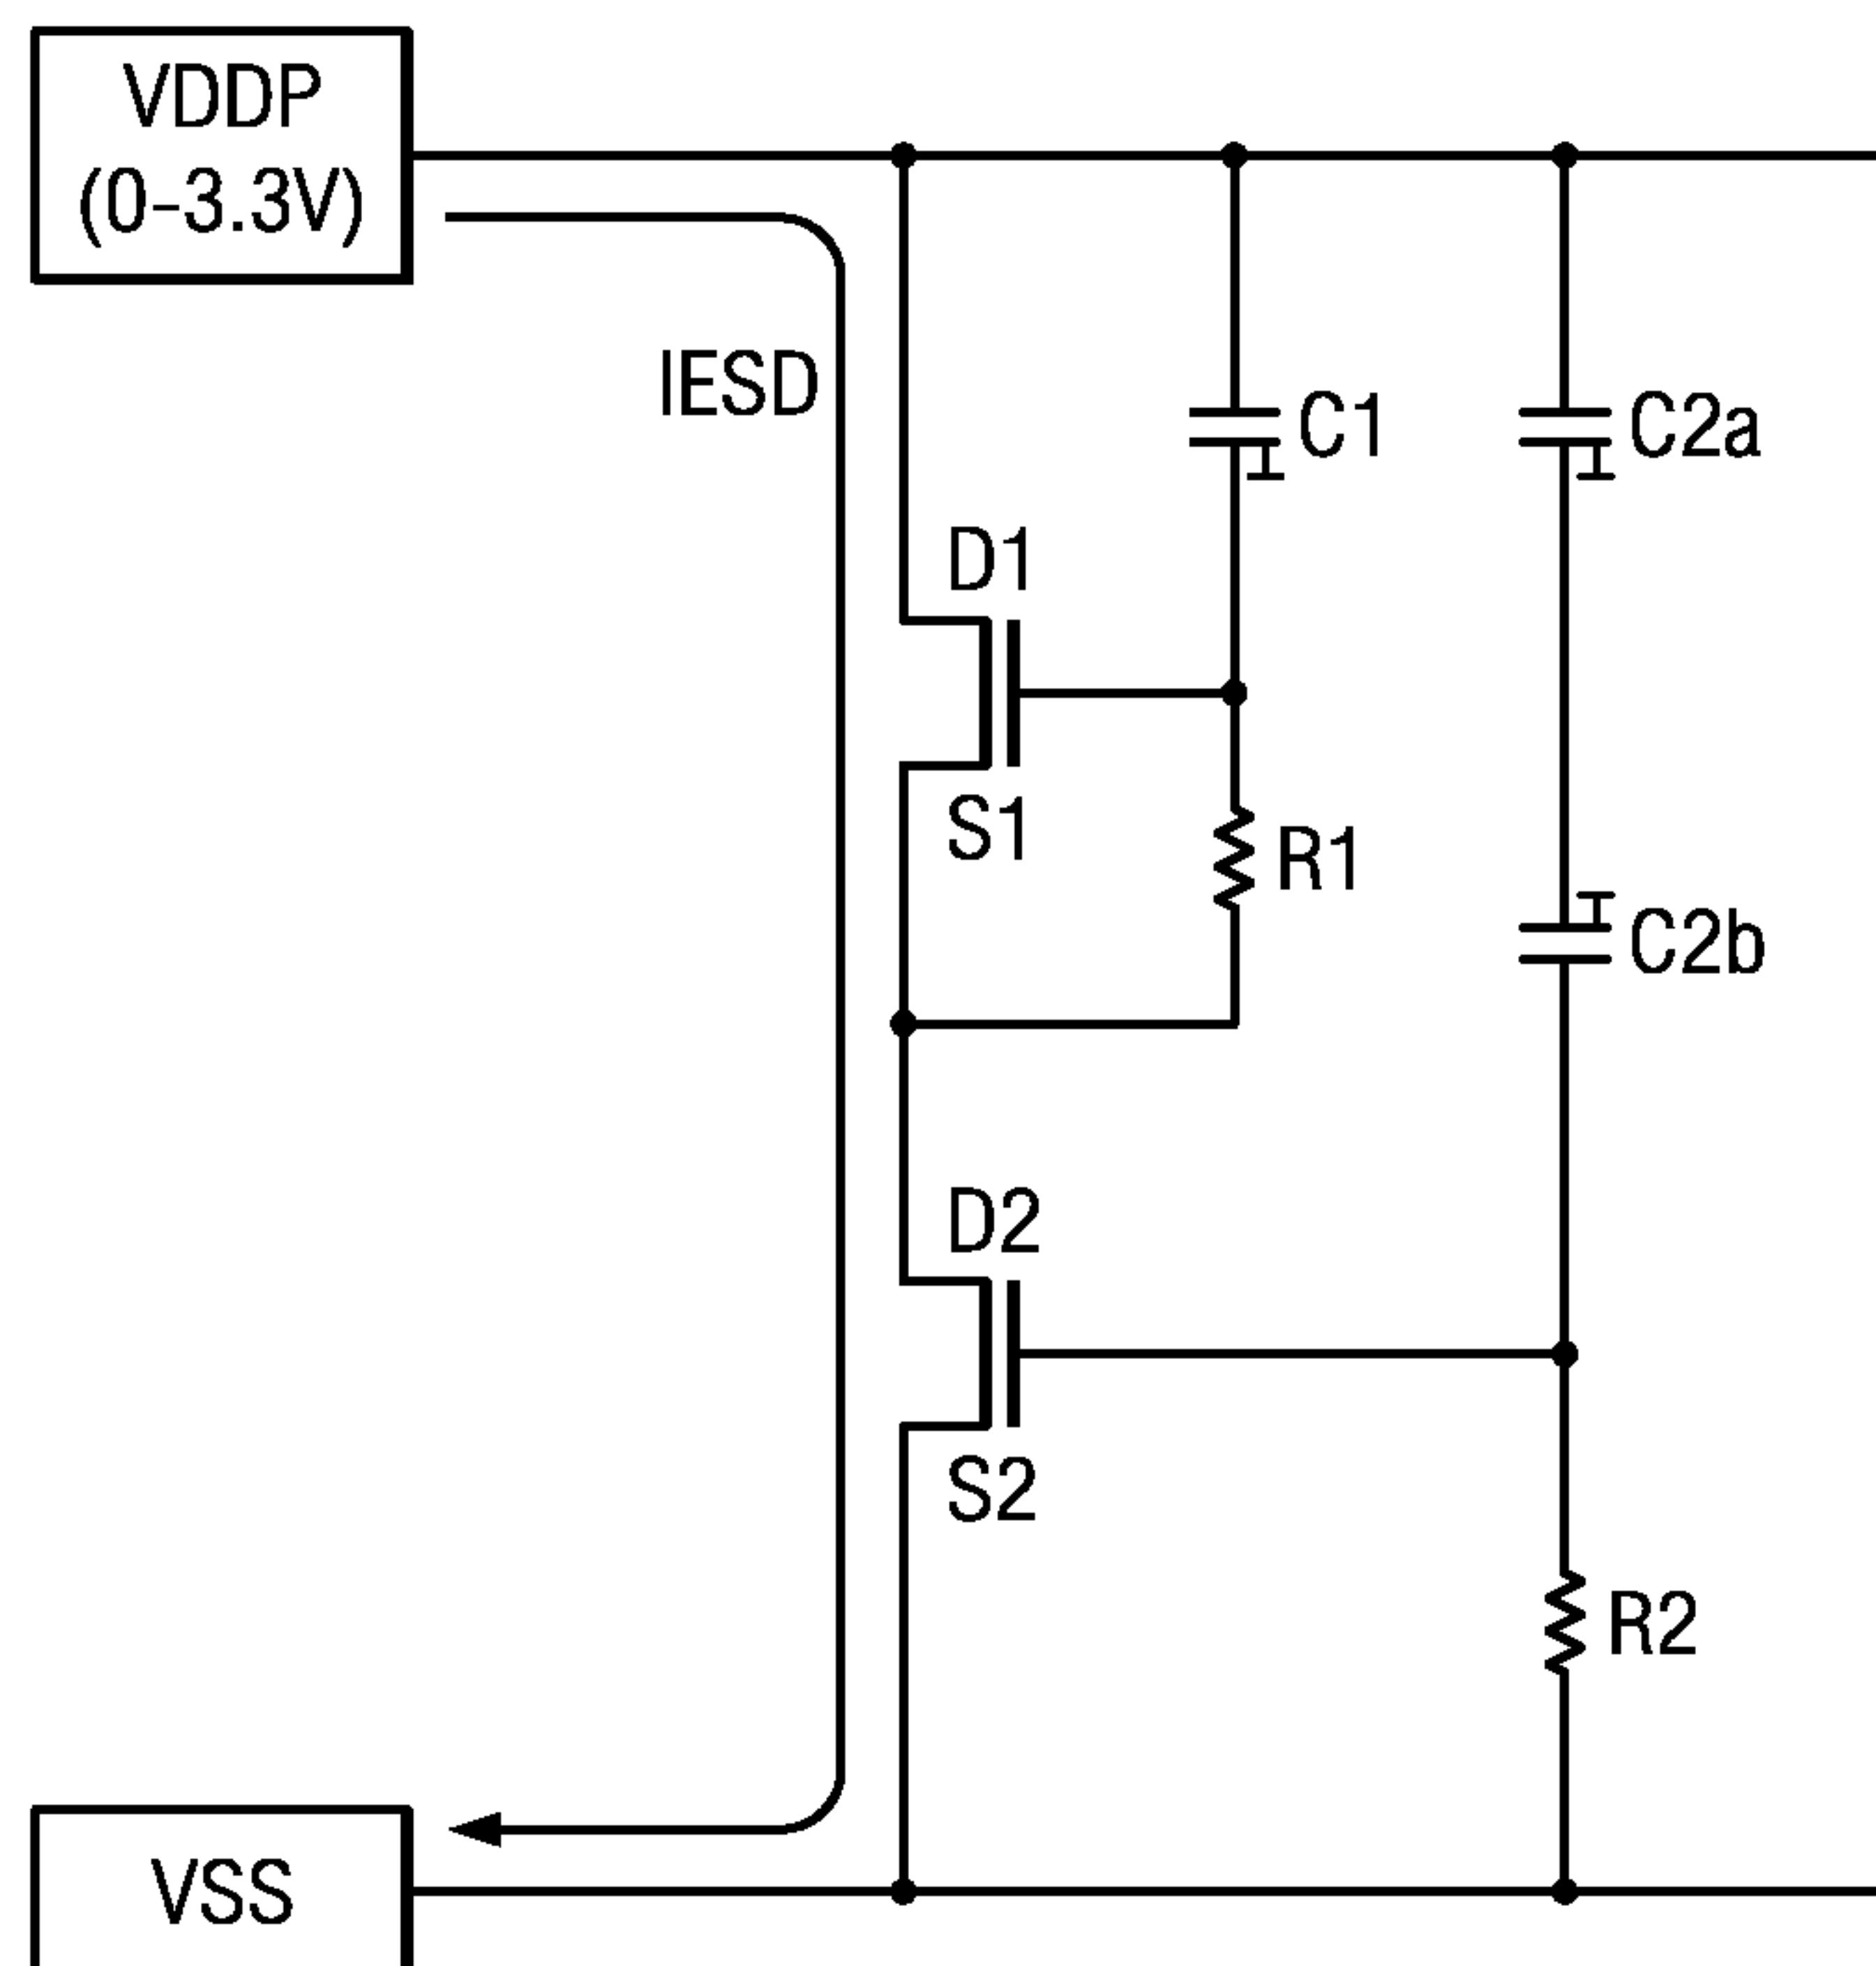 VDDP
(0-3.3V)
IESD
C1
C2a
D1
S1
R1
C2b
D2
S2
R2
VSS